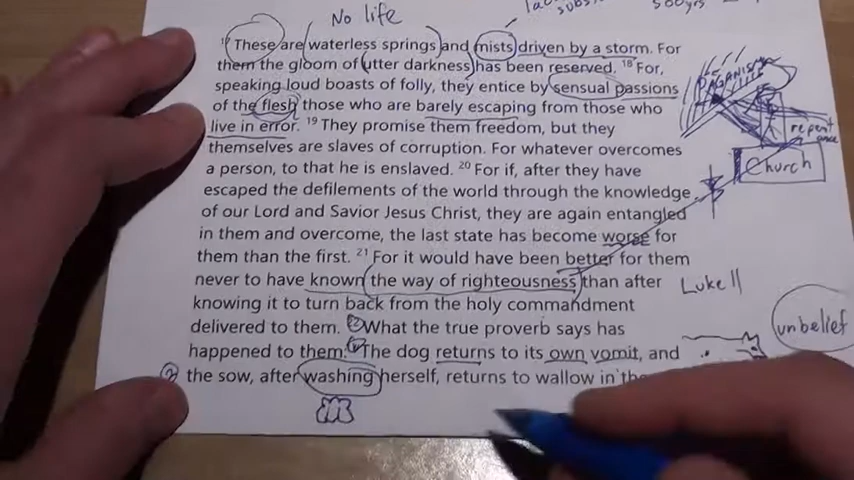 No life
500yrs
¹⁷ These are waterless springs and mists driven by a storm. For
them the gloom of utter darkness has been reserved. ¹⁸ For,
speaking loud boasts of folly, they entice by sensual passions
of the flesh those who are barely escaping from those who
live in error. ¹⁹ They promise them freedom, but they
themselves are slaves of corruption. For whatever overcomes
a person, to that he is enslaved. ²⁰ For if, after they have
escaped the defilements of the world through the knowledge
of our Lord and Savior Jesus Christ, they are again entangled
in them and overcome, the last state has become worse for
them than the first. ²¹ For it would have been better for them
never to have known the way of righteousness than after
knowing it to turn back from the holy commandment
delivered to them. What the true proverb says has
happened to them: The dog returns to its own vomit, and
the sow, after washing herself, returns to wallow in the
repent
ance
Church
Luke 11
unbelief